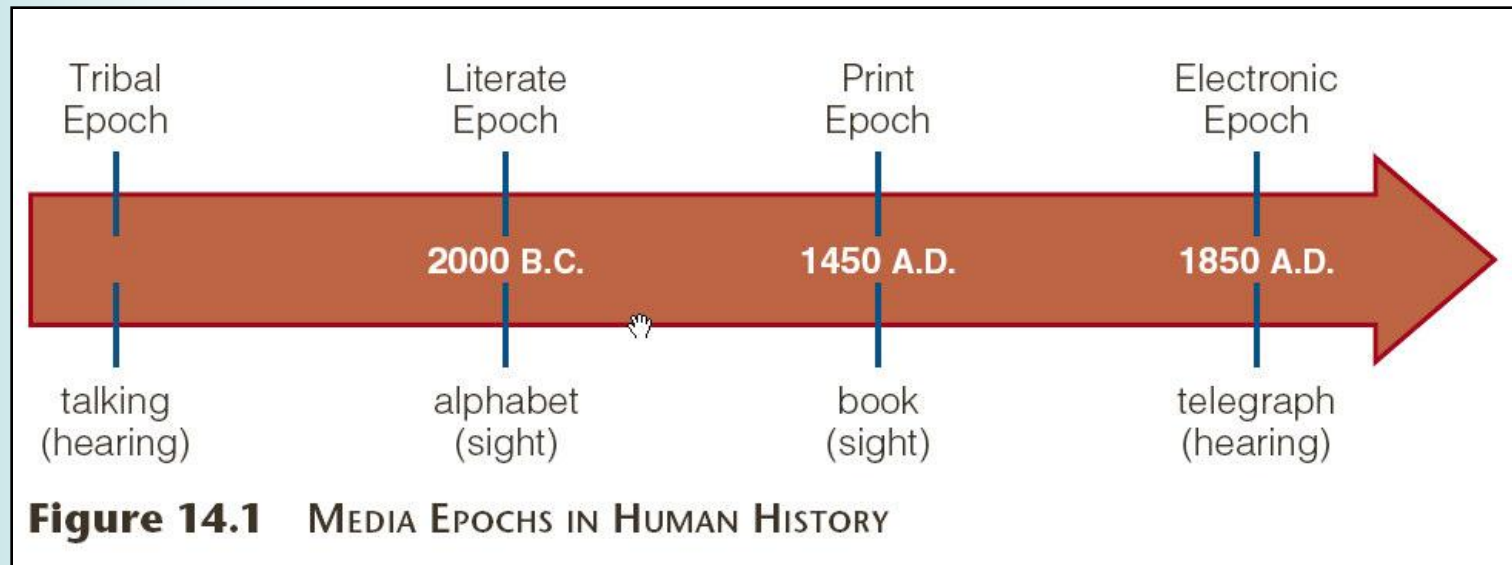 Tribal
Epoch
Literate
Epoch
Print
Epoch
Electronic
Epoch
2000 B.C.
1450 A.D.
1850 A.D.
talking
(hearing)
alphabet
(sight)
book
(sight)
telegraph
(hearing)
Figure 14.1 MEDIA EPOCHS IN HUMAN HISTORY